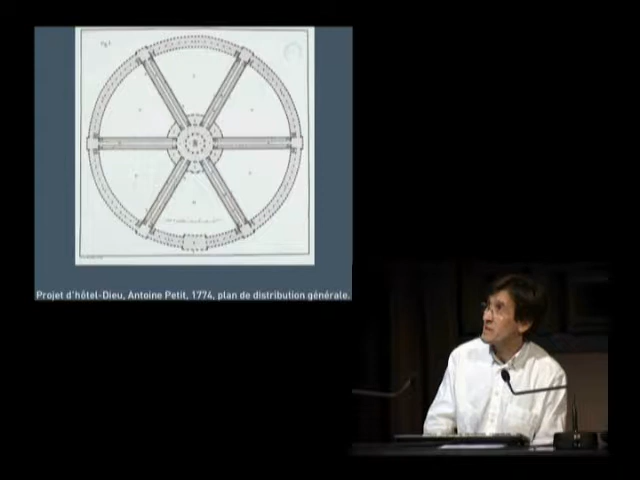 Projet d'hôtel-Dieu, Antoine Petit, 1774, plan de distribution générale.